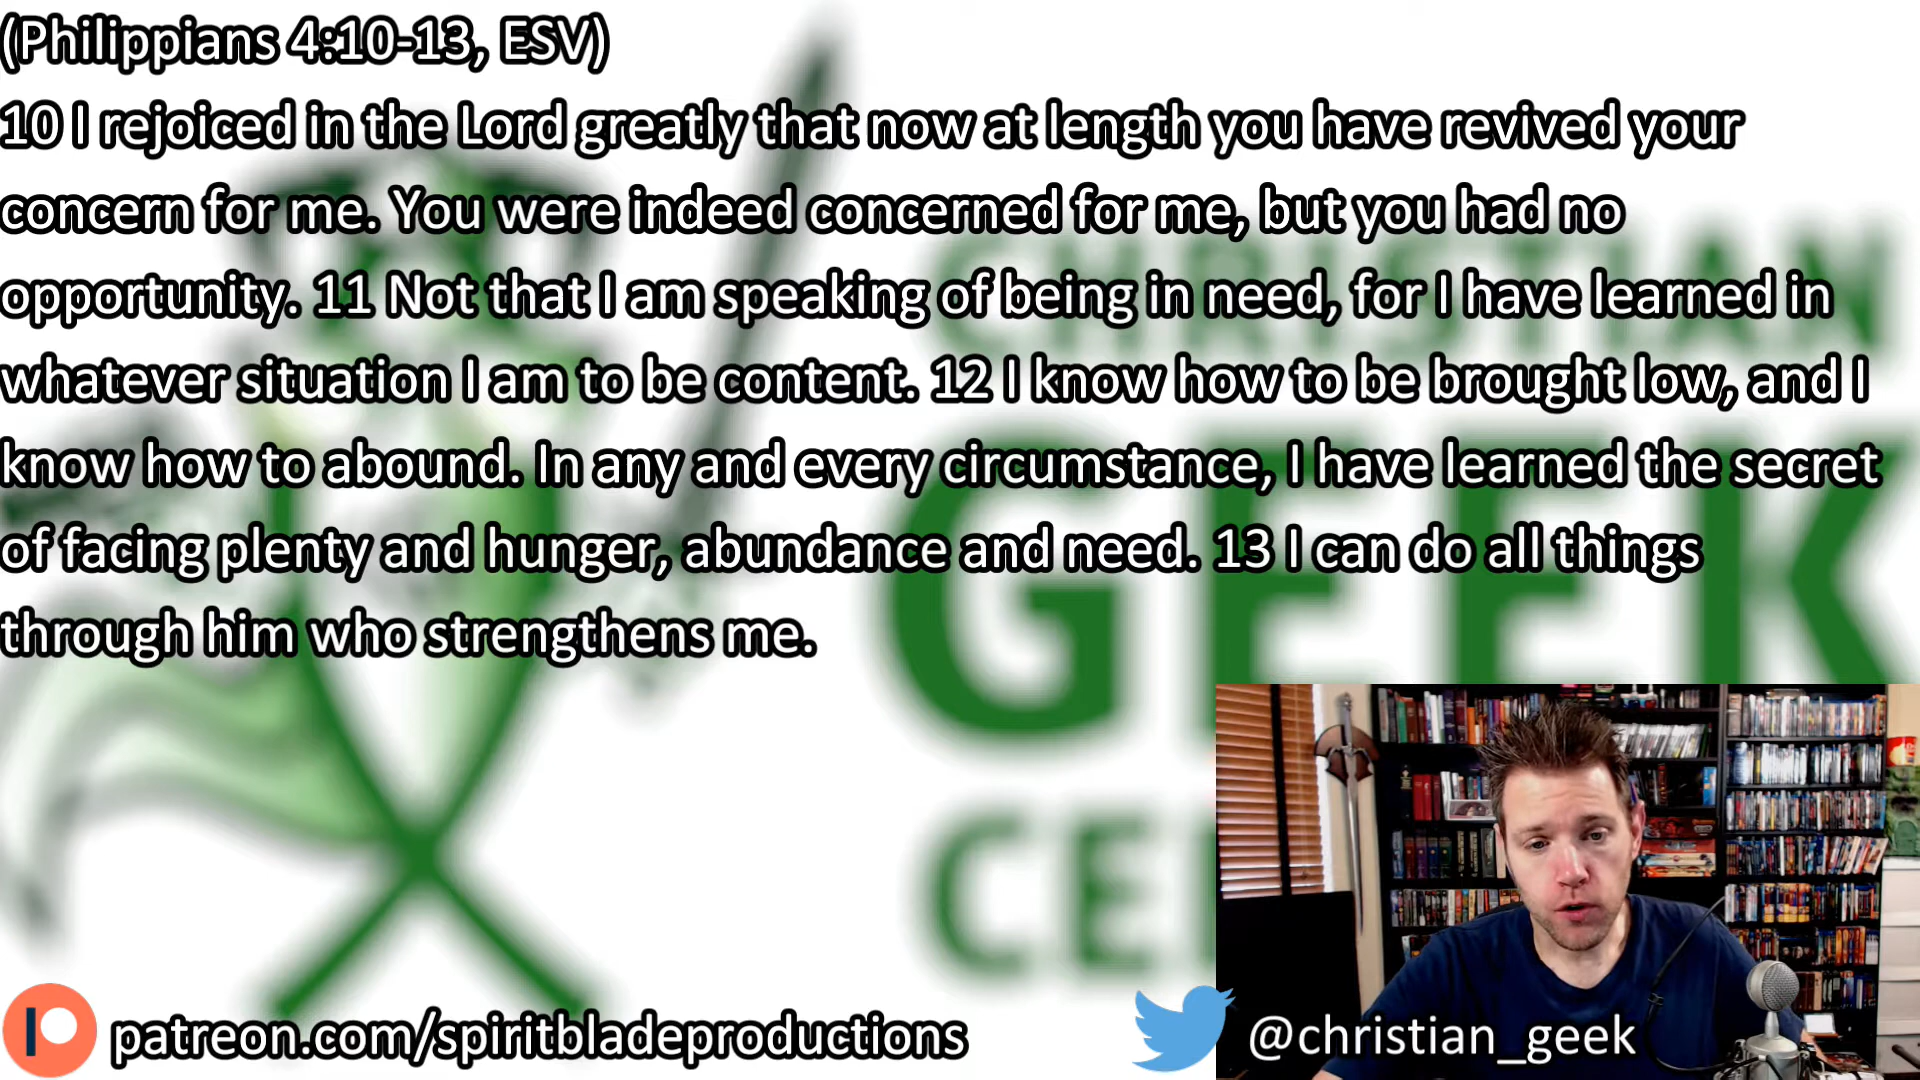 (Philippians 4:10-13, ESV)
10 I rejoiced in the Lord greatly that now at length you have revived your
concern for me. You were indeed concerned for me, but you had no
opportunity. 11 Not that I am speaking of being in need, for I have learned in
whatever situation I am to be content. 12 I know how to be brought low, and I
know how to abound. In any and every circumstance, I have learned the secret
of facing plenty and hunger, abundance and need. 13 I can do all things
through him who strengthens me.
CHRISTIAN
GEEK
CE
patreon.com/spiritbladeproductions
@christian_geek